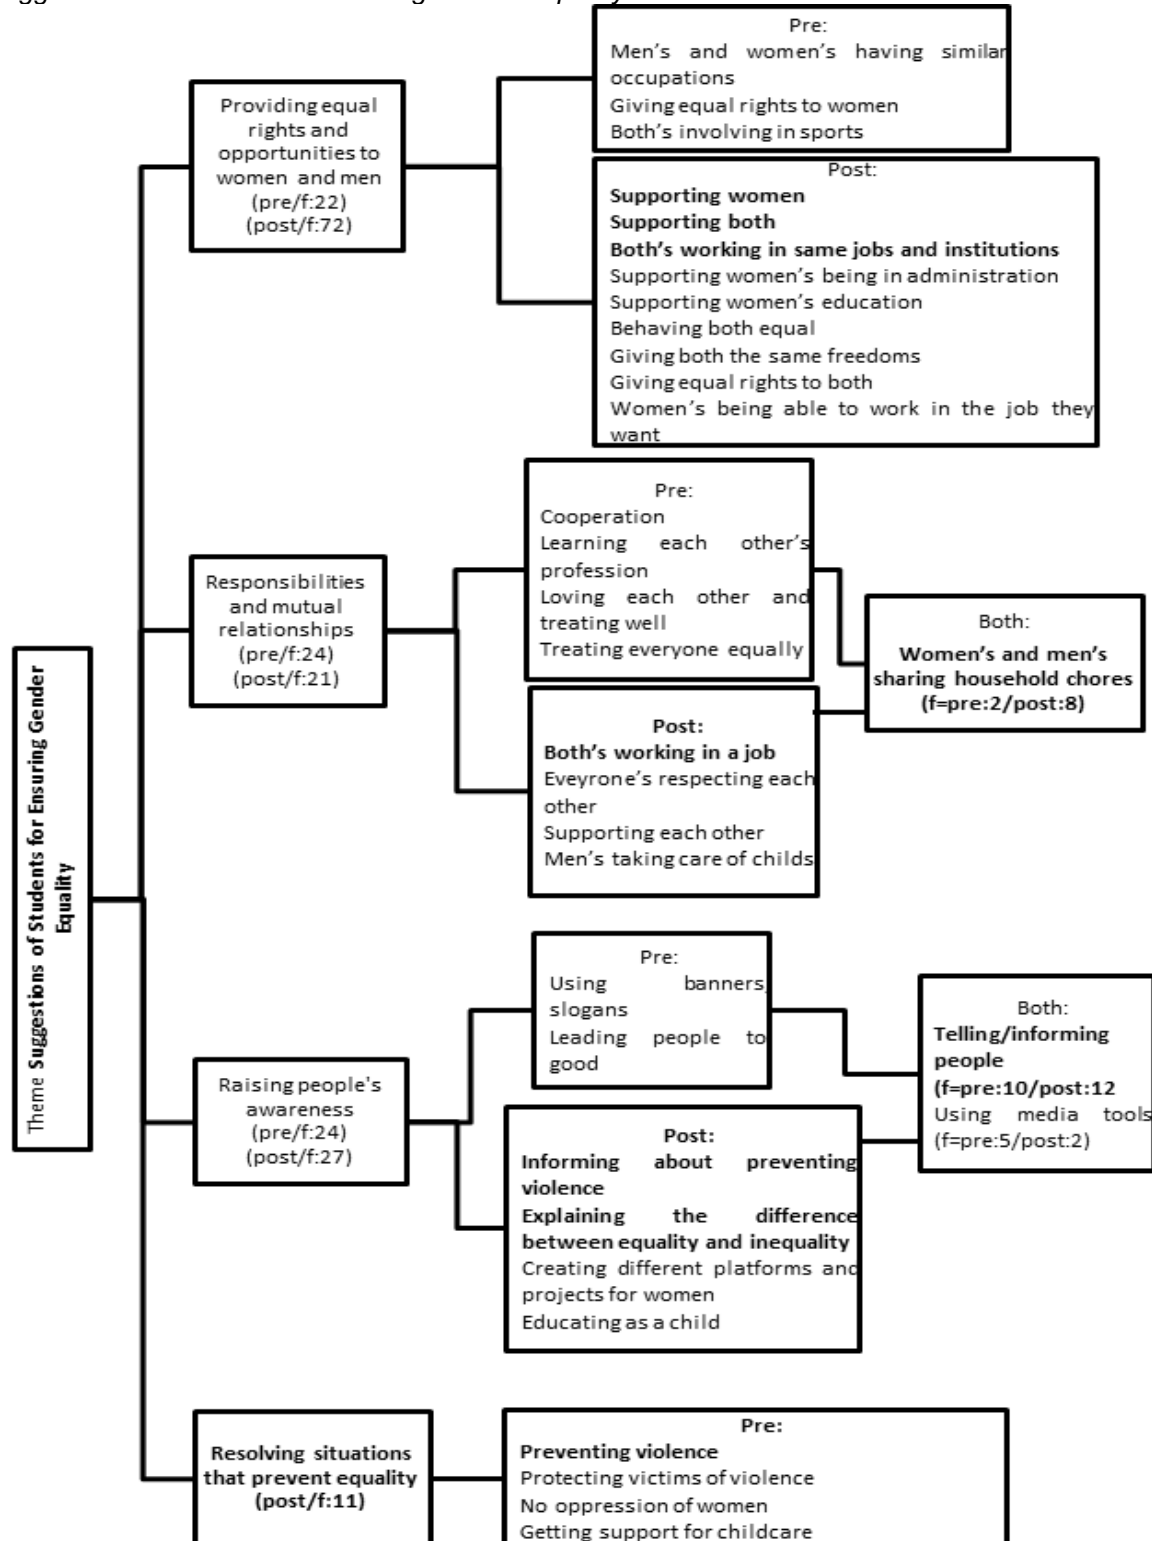 Theme Suggestions of Students for Ensuring Gender
Equality
Providing equal
rights and
opportunities to
women and men
(pre/f:22)
(post/f:72)
Pre:
Men's and women's having similar
occupations
Giving equal rights to women
Both's involving in sports
Post:
Supporting women
Supporting both
Both's working in same jobs and institutions
Supporting women's being in administration
Supporting women's education
Behaving both equal
Giving both the same freedoms
Giving equal rights to both
Women's being able to work in the job they
want
Responsibilities
and mutual
relationships
(pre/f:24)
(post/f:21)
Pre:
Cooperation
Learning each other's
profession
Loving each other and
treating well
Treating everyone equally
Post:
Both's working in a job
Eveyrone's respecting each
other
Supporting each other
Men's taking care of childs
Both:
Women's and men's
sharing household chores
(f=pre:2/post:8)
Raising people's
awareness
(pre/f:24)
(post/f:27)
Pre:
Using banners,
slogans
Leading people to
good
Post:
Informing about preventing
violence
Explaining the difference
between equality and inequality
Creating different platforms and
projects for women
Educating as a child
Both:
Telling/informing
people
(f=pre:10/post:12
Using media tools
(f=pre:5/post:2)
Resolving situations
that prevent equality
(post/f:11)
Pre:
Preventing violence
Protecting victims of violence
No oppression of women
Getting support for childcare